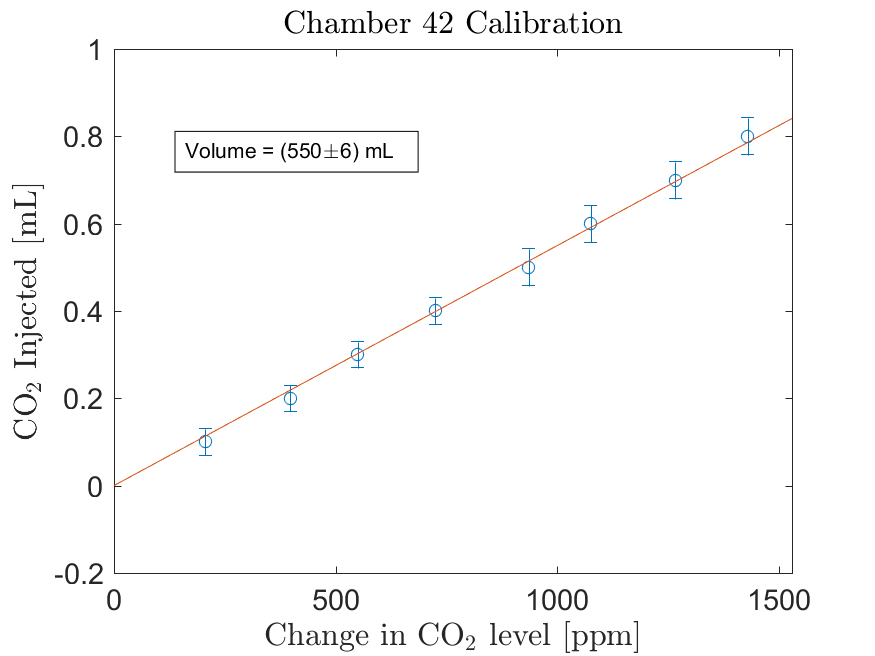 Chamber 42 Calibration
1
0.8
0.6
0.4
0.2
0
-0.2
CO₂ Injected [mL]
Volume = (550±6) mL
0 500 1000 1500
Change in CO₂ level [ppm]